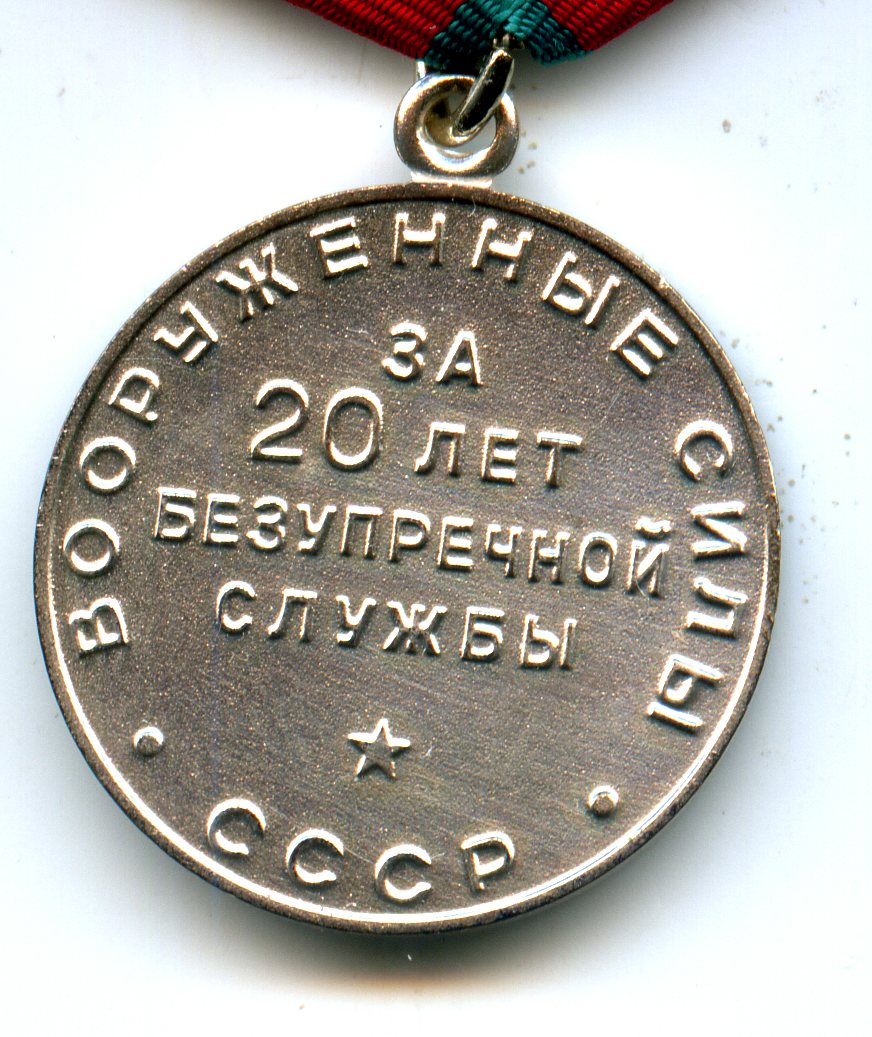 ВООРУЖЕННЫЕ СИЛЫ
ЗА
20 ЛЕТ
БЕЗУПРЕЧНОЙ
СЛУЖБЫ
СССР